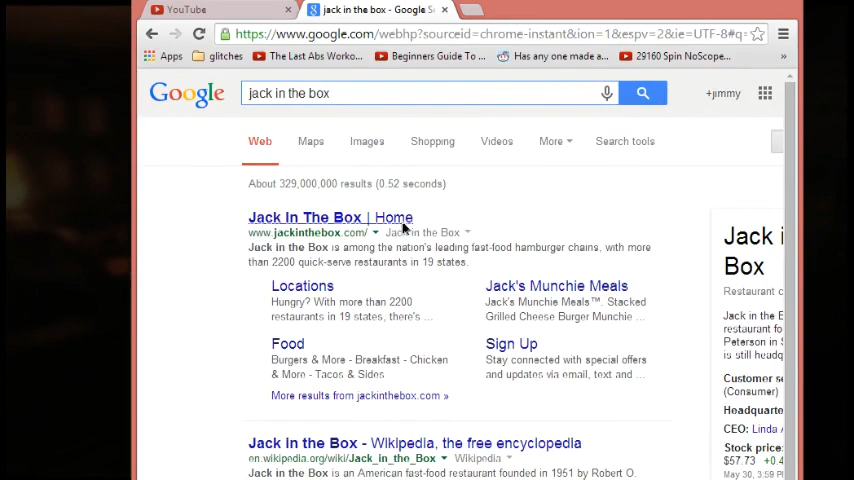 YouTube
jack in the box - Google S
https://www.google.com/webhp?sourceid=chrome-instant&ion=1&espv=2&ie=UTF-8#q=
Apps glitches The Last Abs Worko... Beginners Guide To ... Has any one made a... 29160 Spin NoScope... »
Google jack in the box +jimmy
Web Maps Images Shopping Videos More Search tools
About 329,000,000 results (0.52 seconds)
Jack In The Box | Home
www.jackinthebox.com/ Jack in the Box
Jack in the Box is among the nation's leading fast-food hamburger chains, with more
than 2200 quick-serve restaurants in 19 states.
Locations
Hungry? With more than 2200
restaurants in 19 states, there's ...
Jack's Munchie Meals
Jack's Munchie Meals™. Stacked
Grilled Cheese Burger Munchie ...
Food
Burgers & More - Breakfast - Chicken
& More - Tacos & Sides
Sign Up
Stay connected with special offers
and updates via email, text and ...
More results from jackinthebox.com »
Jack in the Box - Wikipedia, the free encyclopedia
en.wikipedia.org/wiki/Jack_in_the_Box Wikipedia
Jack in the Box is an American fast-food restaurant founded in 1951 by Robert O.
Jack i
Box
Restaurant c
Jack in the B
restaurant fo
Peterson in S
is still headq
Customer se
(Consumer)
Headquarte
CEO: Linda
Stock price:
$57.73 +0.4
May 30, 3:59 P